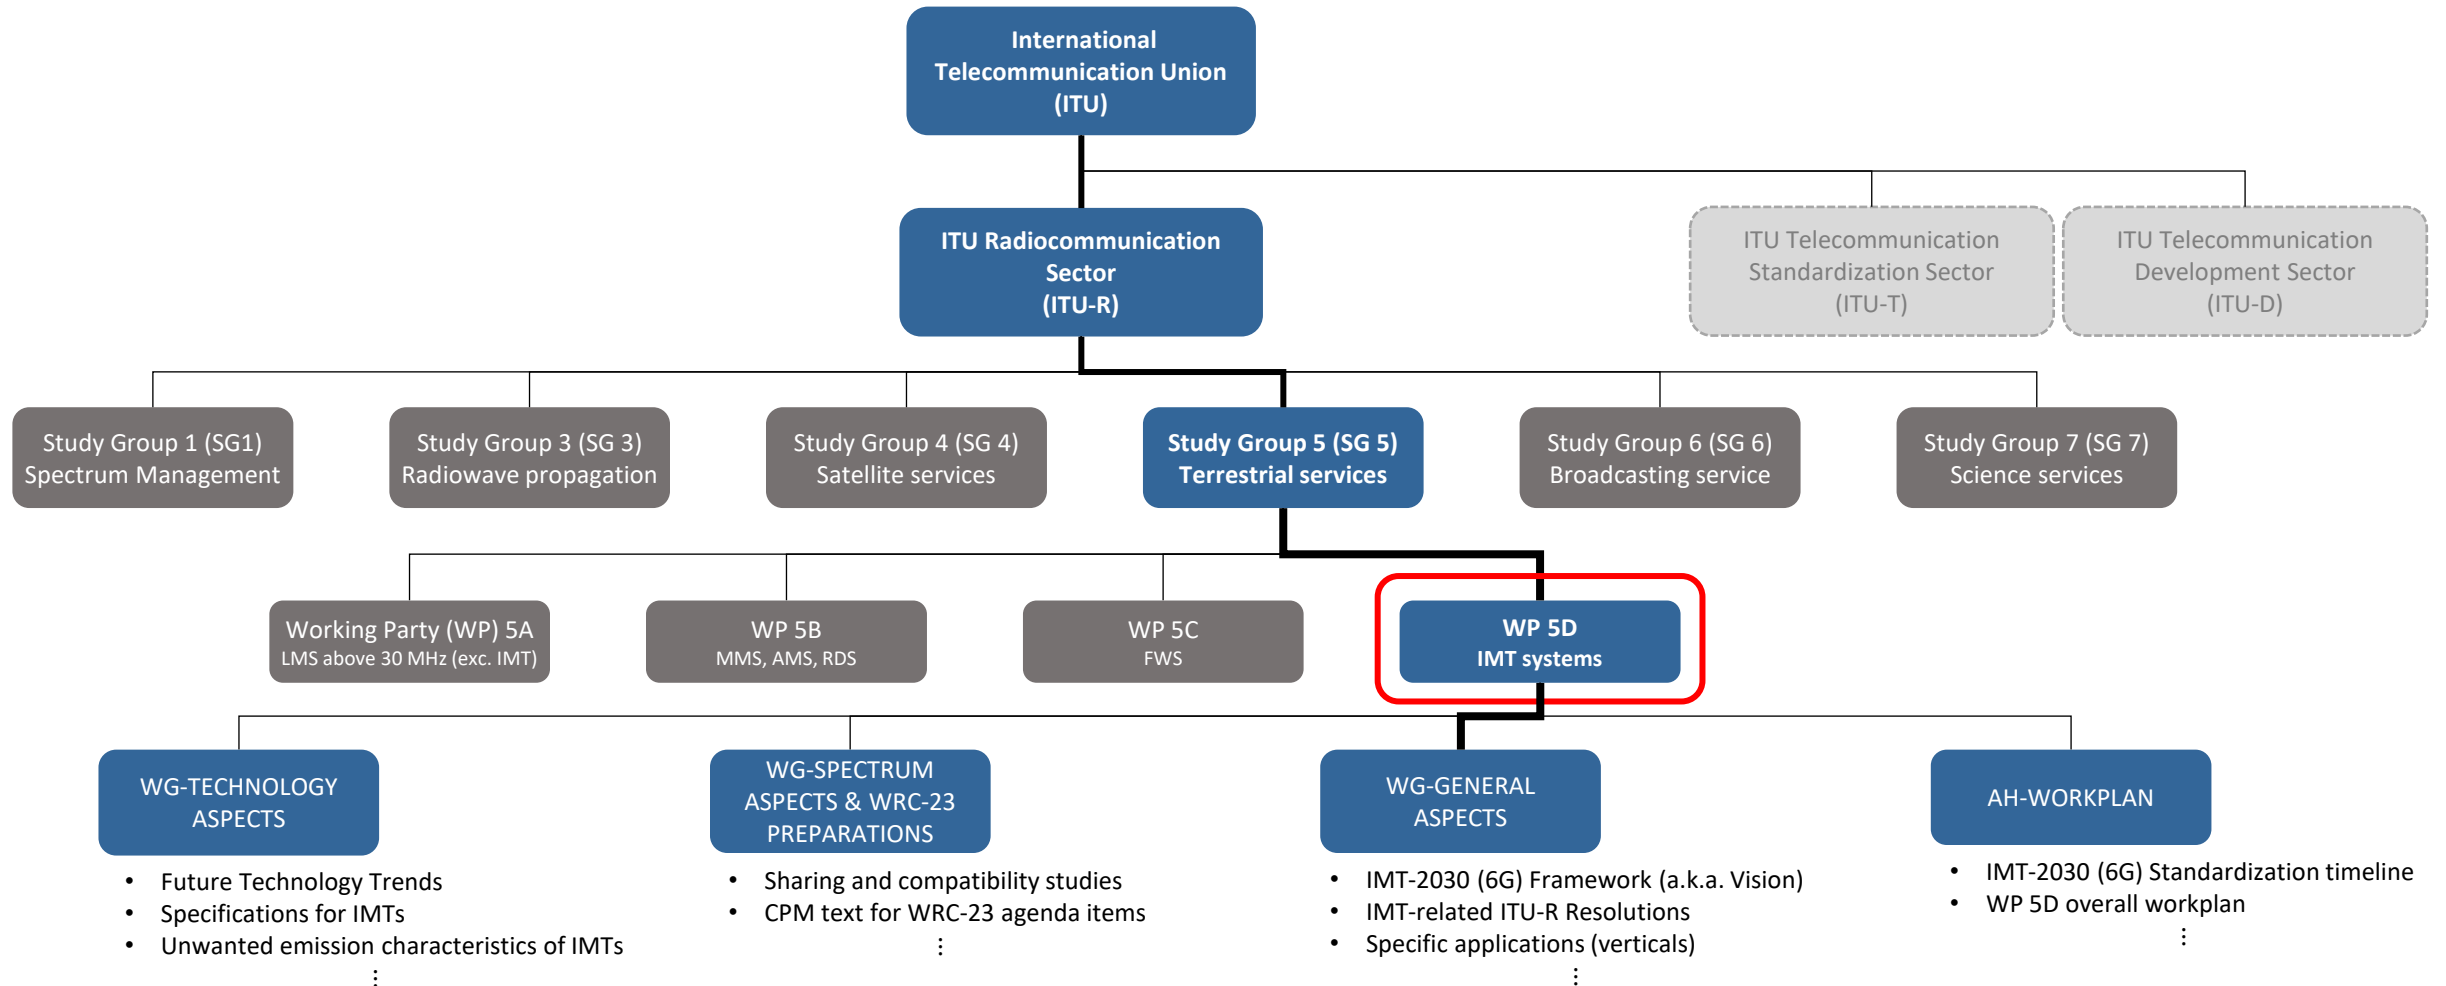 International
Telecommunication Union
(ITU)
ITU Radiocommunication
Sector
(ITU-R)
ITU Telecommunication
Standardization Sector
(ITU-T)
ITU Telecommunication
Development Sector
(ITU-D)
Study Group 1 (SG1)
Spectrum Management
Study Group 3 (SG 3)
Radiowave propagation
Study Group 4 (SG 4)
Satellite services
Study Group 5 (SG 5)
Terrestrial services
Study Group 6 (SG 6)
Broadcasting service
Study Group 7 (SG 7)
Science services
Working Party (WP) 5A
LMS above 30 MHz (exc. IMT)
WP 5B
MMS, AMS, RDS
WP 5C
FWS
WP 5D
IMT systems
WG-TECHNOLOGY
ASPECTS
• Future Technology Trends
• Specifications for IMTs
• Unwanted emission characteristics of IMTs
⋮
WG-SPECTRUM
ASPECTS & WRC-23
PREPARATIONS
• Sharing and compatibility studies
• CPM text for WRC-23 agenda items
⋮
WG-GENERAL
ASPECTS
• IMT-2030 (6G) Framework (a.k.a. Vision)
• IMT-related ITU-R Resolutions
• Specific applications (verticals)
⋮
AH-WORKPLAN
• IMT-2030 (6G) Standardization timeline
• WP 5D overall workplan
⋮